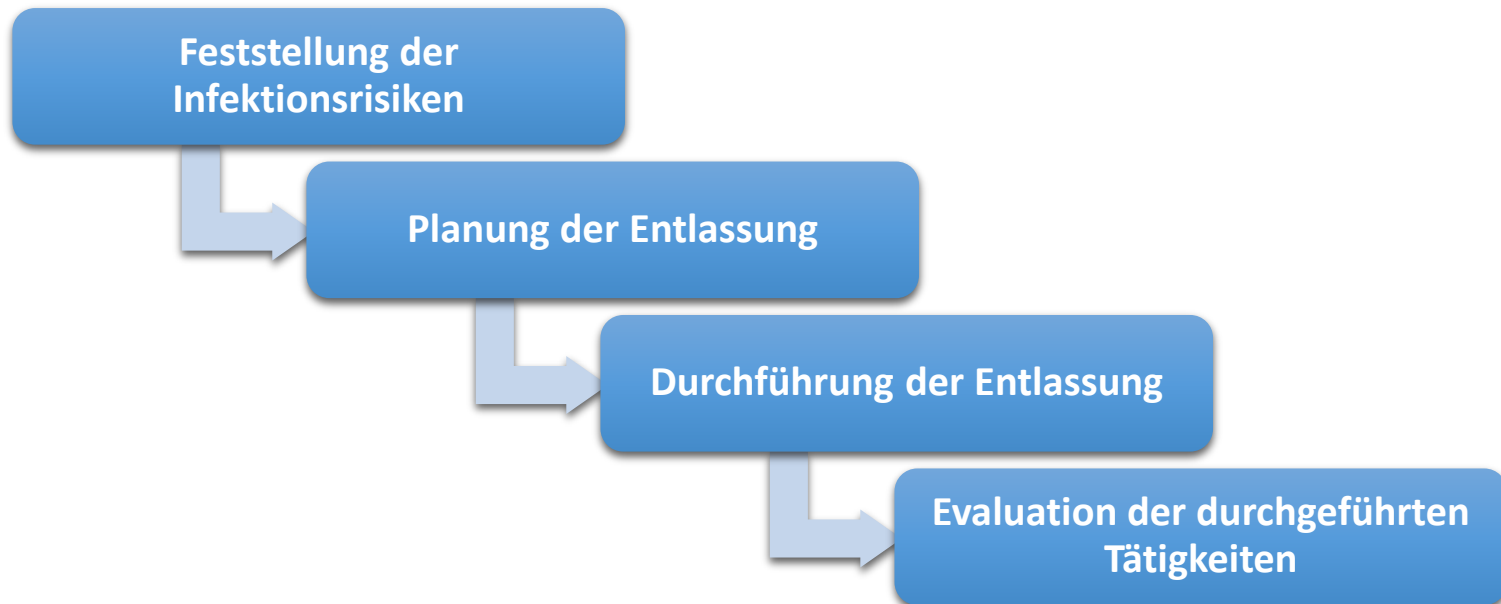 Feststellung der
Infektionsrisiken
Planung der Entlassung
Durchführung der Entlassung
Evaluation der durchgeführten
Tätigkeiten